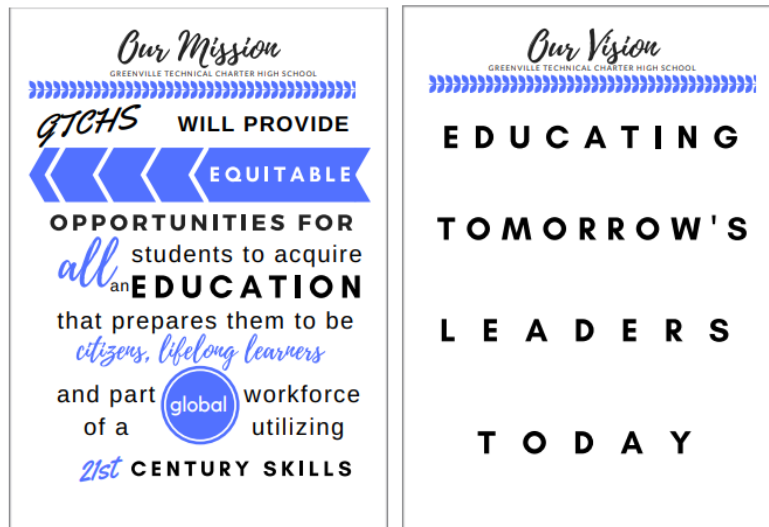 Our Mission
GREENVILLE TECHNICAL CHARTER HIGH SCHOOL
GTCHS WILL PROVIDE
EQUITABLE
OPPORTUNITIES FOR
all students to acquire
an EDUCATION
that prepares them to be
citizens, lifelong learners
and part global workforce
of a utilizing
21st CENTURY SKILLS
Our Vision
GREENVILLE TECHNICAL CHARTER HIGH SCHOOL
EDUCATING
TOMORROW'S
LEADERS
TODAY